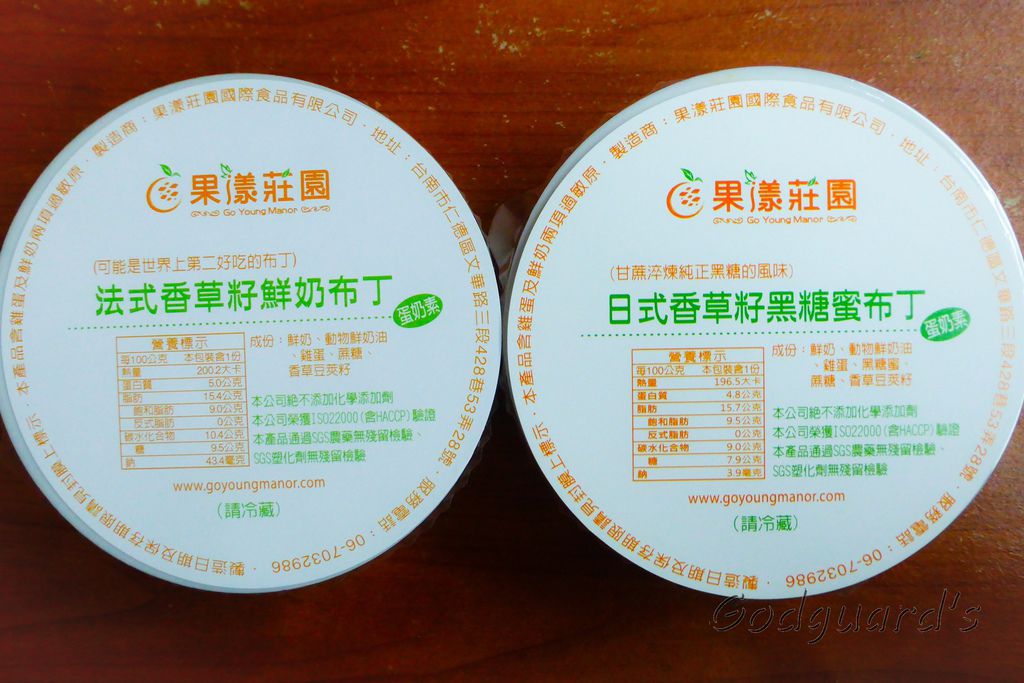 製造商：果漾莊園國際食品有限公司．地址：台南市仁德區文華路三段428巷53弄28號．服務電話：06-7032986．製造日期及保存期限請見封膜上標示．本產品含雞蛋及鮮奶兩項過敏原．
果漾莊園
Go Young Manor
(可能是世界上第二好吃的布丁)
法式香草籽鮮奶布丁
蛋奶素
營養標示
每100公克 本包裝含1份
熱量 200.2大卡
蛋白質 5.0公克
脂肪 15.4公克
飽和脂肪 9.0公克
反式脂肪 0公克
碳水化合物 10.4公克
糖 9.5公克
鈉 43.4毫克
成份：鮮奶、動物鮮奶油
、雞蛋、蔗糖、
香草豆莢籽
本公司絕不添加化學添加劑
本公司榮獲ISO22000(含HACCP)驗證
本產品通過SGS農藥無殘留檢驗、
SGS塑化劑無殘留檢驗
www.goyoungmanor.com
(請冷藏)
製造商：果漾莊園國際食品有限公司．地址：台南市仁德區文華路三段428巷53弄28號．服務電話：06-7032986．製造日期及保存期限請見封膜上標示．本產品含雞蛋及鮮奶兩項過敏原．
果漾莊園
Go Young Manor
(甘蔗淬煉純正黑糖的風味)
日式香草籽黑糖蜜布丁
蛋奶素
營養標示
每100公克 本包裝含1份
熱量 196.5大卡
蛋白質 4.8公克
脂肪 15.7公克
飽和脂肪 9.5公克
反式脂肪 0公克
碳水化合物 9.0公克
糖 7.9公克
鈉 3.9毫克
成份：鮮奶、動物鮮奶油
、雞蛋、黑糖蜜、
蔗糖、香草豆莢籽
本公司絕不添加化學添加劑
本公司榮獲ISO22000(含HACCP)驗證
本產品通過SGS農藥無殘留檢驗、
SGS塑化劑無殘留檢驗
www.goyoungmanor.com
(請冷藏)
Godguard's